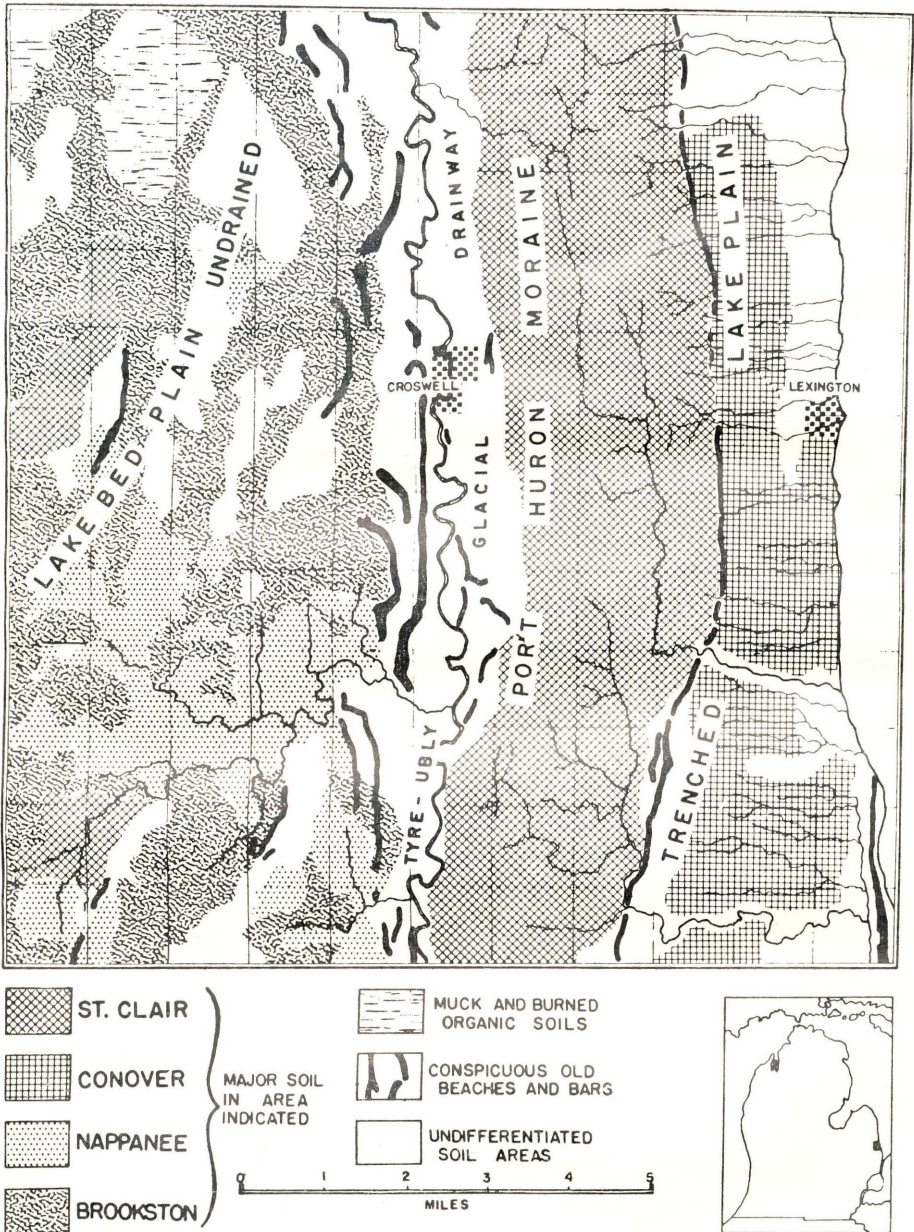 LAKE BED PLAIN UNDRAINED
TYRE-UBLY GLACIAL DRAINWAY
PORT HURON MORAINE
TRENCHED LAKE PLAIN
CROSWELL
LEXINGTON
ST. CLAIR
CONOVER
NAPPANEE
BROOKSTON
MAJOR SOIL
IN AREA
INDICATED
MUCK AND BURNED
ORGANIC SOILS
CONSPICUOUS OLD
BEACHES AND BARS
UNDIFFERENTIATED
SOIL AREAS
0 1 2 3 4 5
MILES